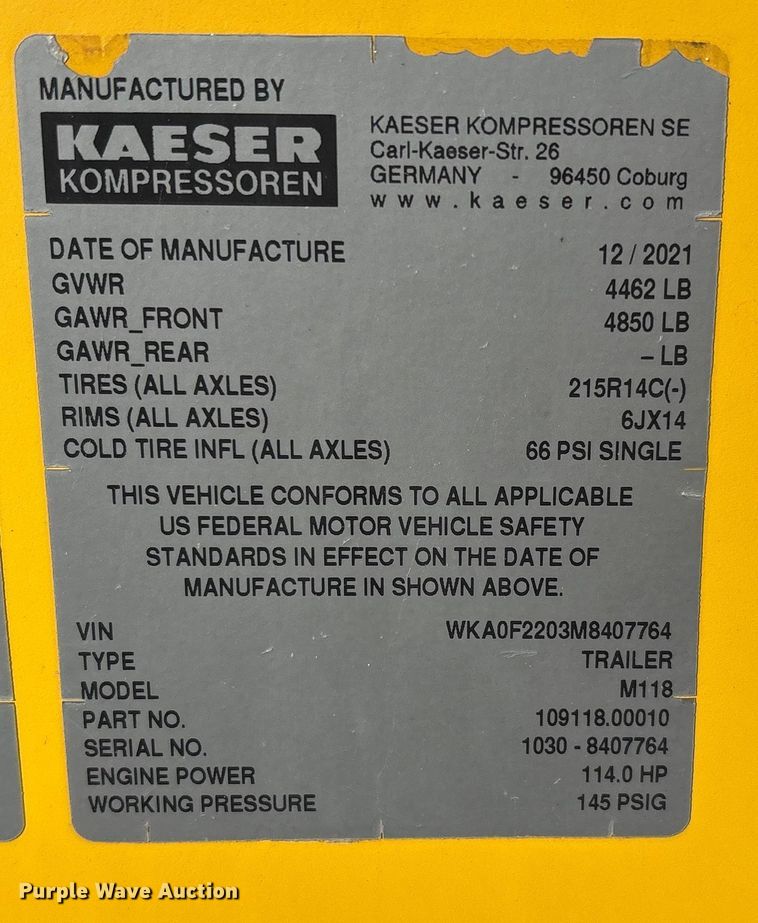 MANUFACTURED BY
KAESER
KOMPRESSOREN
KAESER KOMPRESSOREN SE
Carl-Kaeser-Str. 26
GERMANY - 96450 Coburg
www.kaeser.com
DATE OF MANUFACTURE 12 / 2021
GVWR 4462 LB
GAWR_FRONT 4850 LB
GAWR_REAR – LB
TIRES (ALL AXLES) 215R14C(-)
RIMS (ALL AXLES) 6JX14
COLD TIRE INFL (ALL AXLES) 66 PSI SINGLE
THIS VEHICLE CONFORMS TO ALL APPLICABLE
US FEDERAL MOTOR VEHICLE SAFETY
STANDARDS IN EFFECT ON THE DATE OF
MANUFACTURE IN SHOWN ABOVE.
VIN WKA0F2203M8407764
TYPE TRAILER
MODEL M118
PART NO. 109118.00010
SERIAL NO. 1030 - 8407764
ENGINE POWER 114.0 HP
WORKING PRESSURE 145 PSIG
Purple Wave Auction